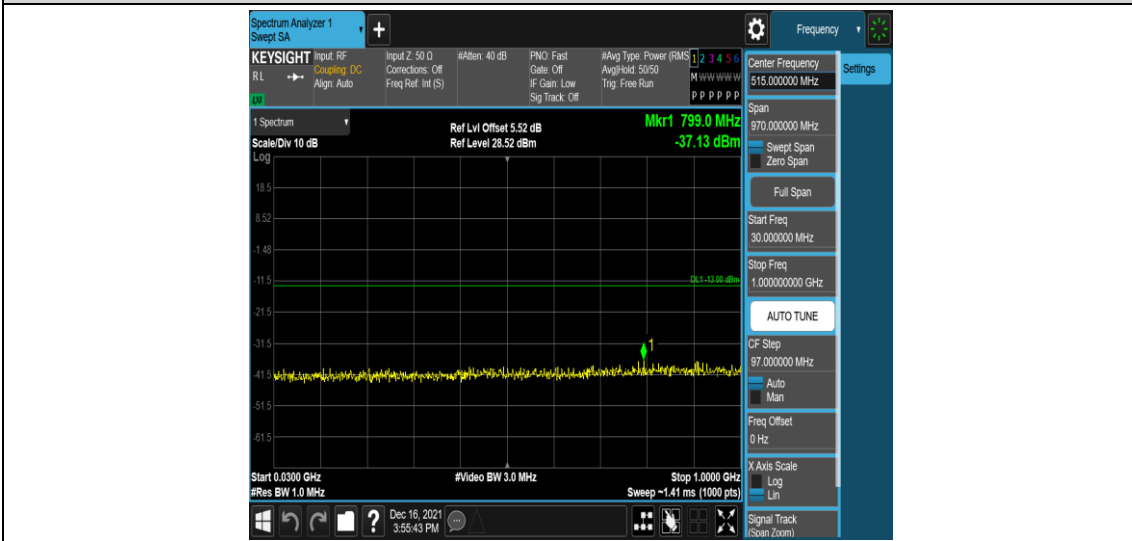 Spectrum Analyzer 1
Swept SA
+
Frequency
KEYSIGHT
RL
Input: RF
Coupling: DC
Align: Auto
Input Z: 50 Ω
Corrections: Off
Freq Ref: Int (S)
#Atten: 40 dB
PNO: Fast
Gate: Off
IF Gain: Low
Sig Track: Off
#Avg Type: Power (RMS
Avg|Hold: 50/50
Trig: Free Run
1 2 3 4 5 6
M W W W W W
P P P P P P
1 Spectrum
Scale/Div 10 dB
Ref Lvl Offset 5.52 dB
Ref Level 28.52 dBm
Mkr1 799.0 MHz
-37.13 dBm
Log
18.5
8.52
-1.48
-11.5
-21.5
-31.5
-41.5
-51.5
-61.5
DL1 -13.00 dBm
1
Start 0.0300 GHz
#Res BW 1.0 MHz
#Video BW 3.0 MHz
Stop 1.0000 GHz
Sweep ~1.41 ms (1000 pts)
Center Frequency
515.000000 MHz
Span
970.000000 MHz
Swept Span
Zero Span
Full Span
Start Freq
30.000000 MHz
Stop Freq
1.000000000 GHz
AUTO TUNE
CF Step
97.000000 MHz
Auto
Man
Freq Offset
0 Hz
X Axis Scale
Log
Lin
Signal Track
(Span Zoom)
Settings
?
Dec 16, 2021
3:55:43 PM